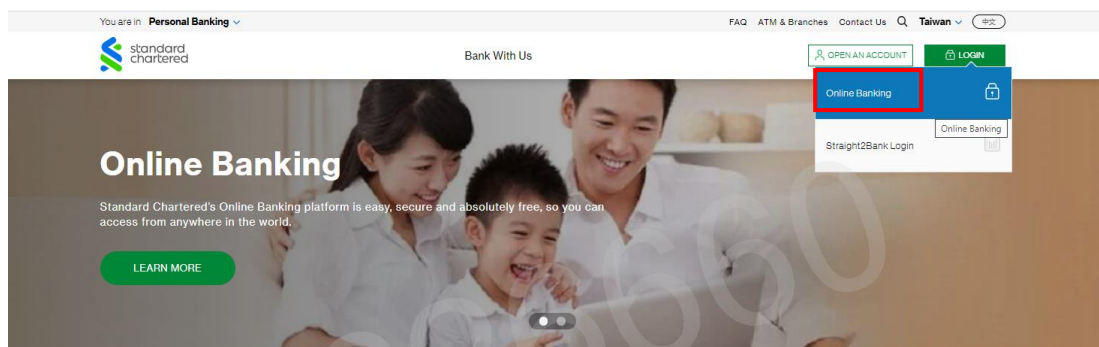 You are in Personal Banking
FAQ ATM & Branches Contact Us Taiwan 中文
standard
chartered
Bank With Us
OPEN AN ACCOUNT
LOGIN
Online Banking
Online Banking
Straight2Bank Login
Online Banking
Standard Chartered's Online Banking platform is easy, secure and absolutely free, so you can
access from anywhere in the world.
LEARN MORE